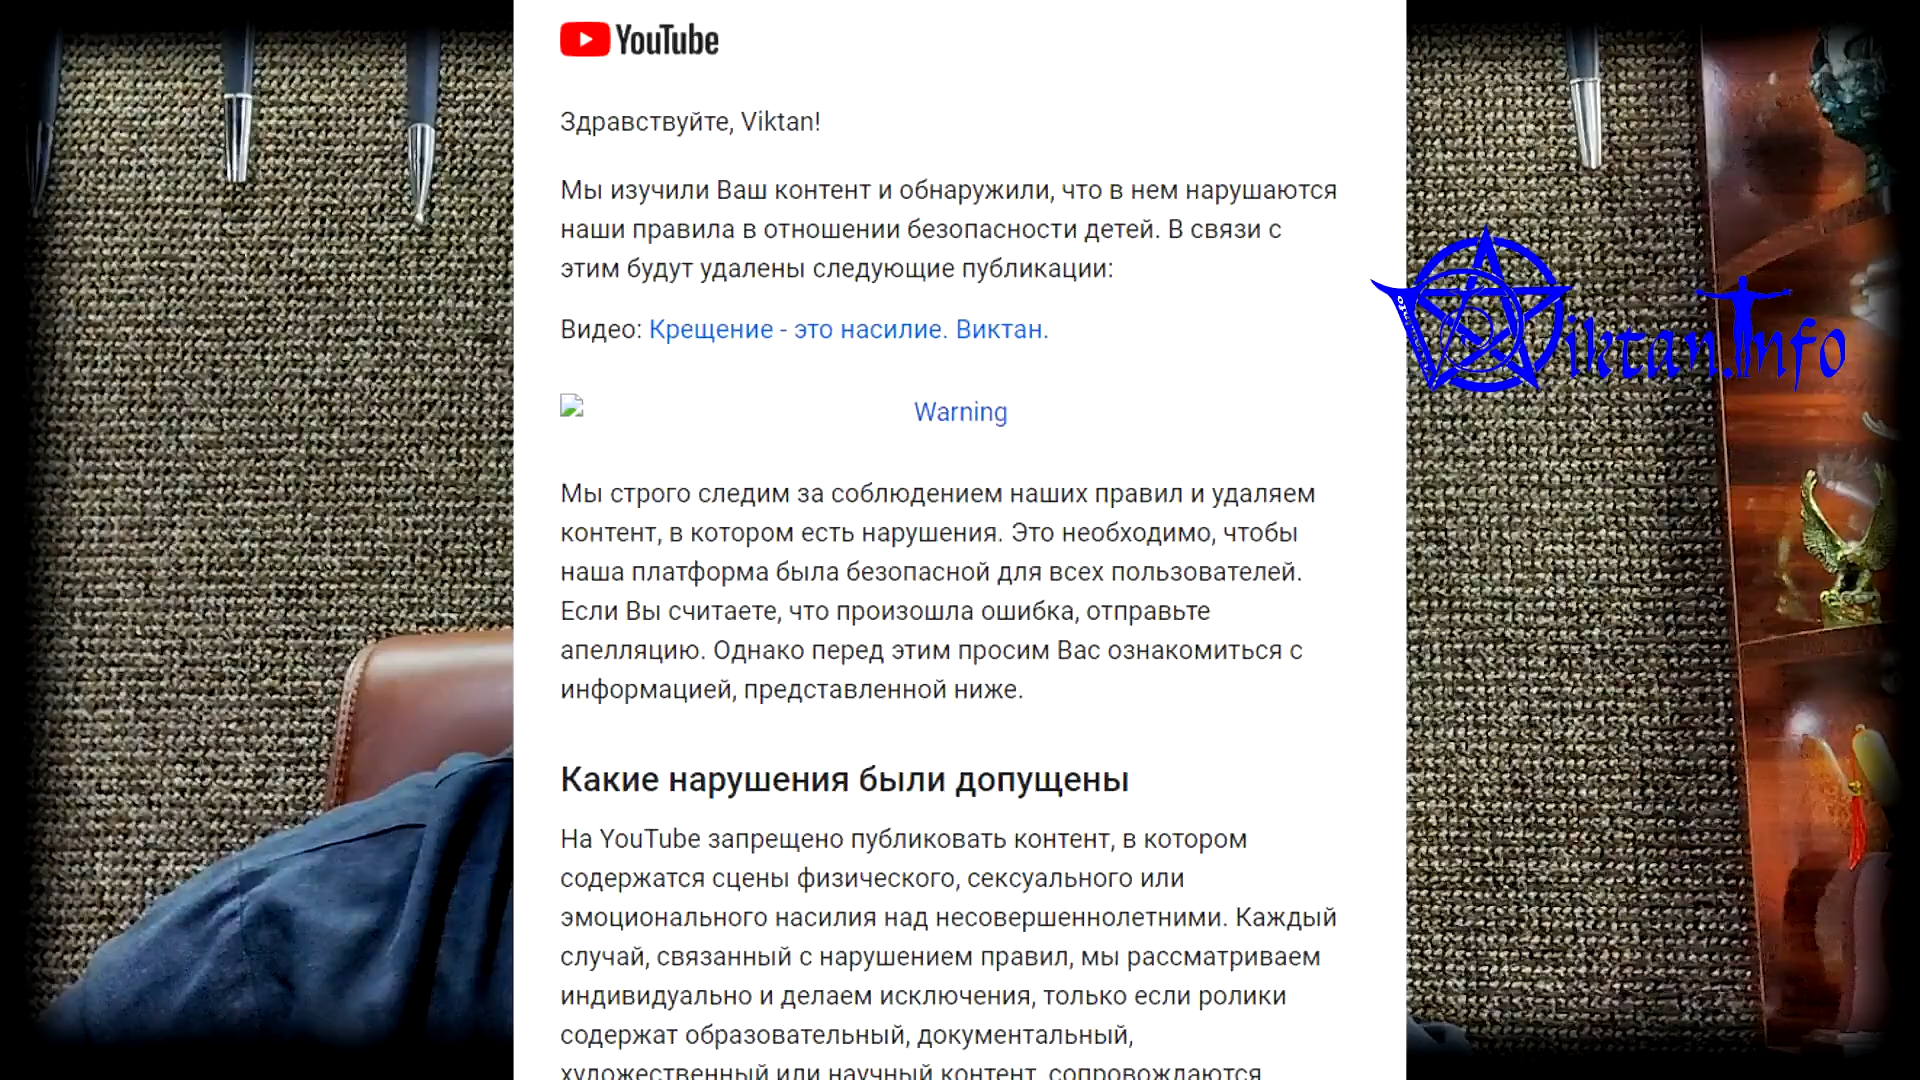 YouTube
Здравствуйте, Viktan!
Мы изучили Ваш контент и обнаружили, что в нем нарушаются
наши правила в отношении безопасности детей. В связи с
этим будут удалены следующие публикации:
Видео: Крещение - это насилие. Виктан.
Warning
Viktan.Info
Мы строго следим за соблюдением наших правил и удаляем
контент, в котором есть нарушения. Это необходимо, чтобы
наша платформа была безопасной для всех пользователей.
Если Вы считаете, что произошла ошибка, отправьте
апелляцию. Однако перед этим просим Вас ознакомиться с
информацией, представленной ниже.
Какие нарушения были допущены
На YouTube запрещено публиковать контент, в котором
содержатся сцены физического, сексуального или
эмоционального насилия над несовершеннолетними. Каждый
случай, связанный с нарушением правил, мы рассматриваем
индивидуально и делаем исключения, только если ролики
содержат образовательный, документальный,
художественный или научный контент, сопровождаются